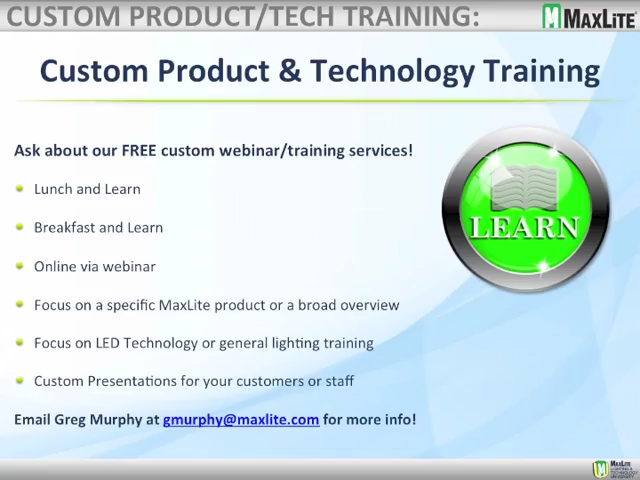 CUSTOM PRODUCT/TECH TRAINING:
MAXLITE®
Custom Product & Technology Training
Ask about our FREE custom webinar/training services!
Lunch and Learn
Breakfast and Learn
Online via webinar
Focus on a specific MaxLite product or a broad overview
Focus on LED Technology or general lighting training
Custom Presentations for your customers or staff
Email Greg Murphy at gmurphy@maxlite.com for more info!
LEARN
MAXLITE
LIGHTING &
TECHNOLOGY
UNIVERSITY